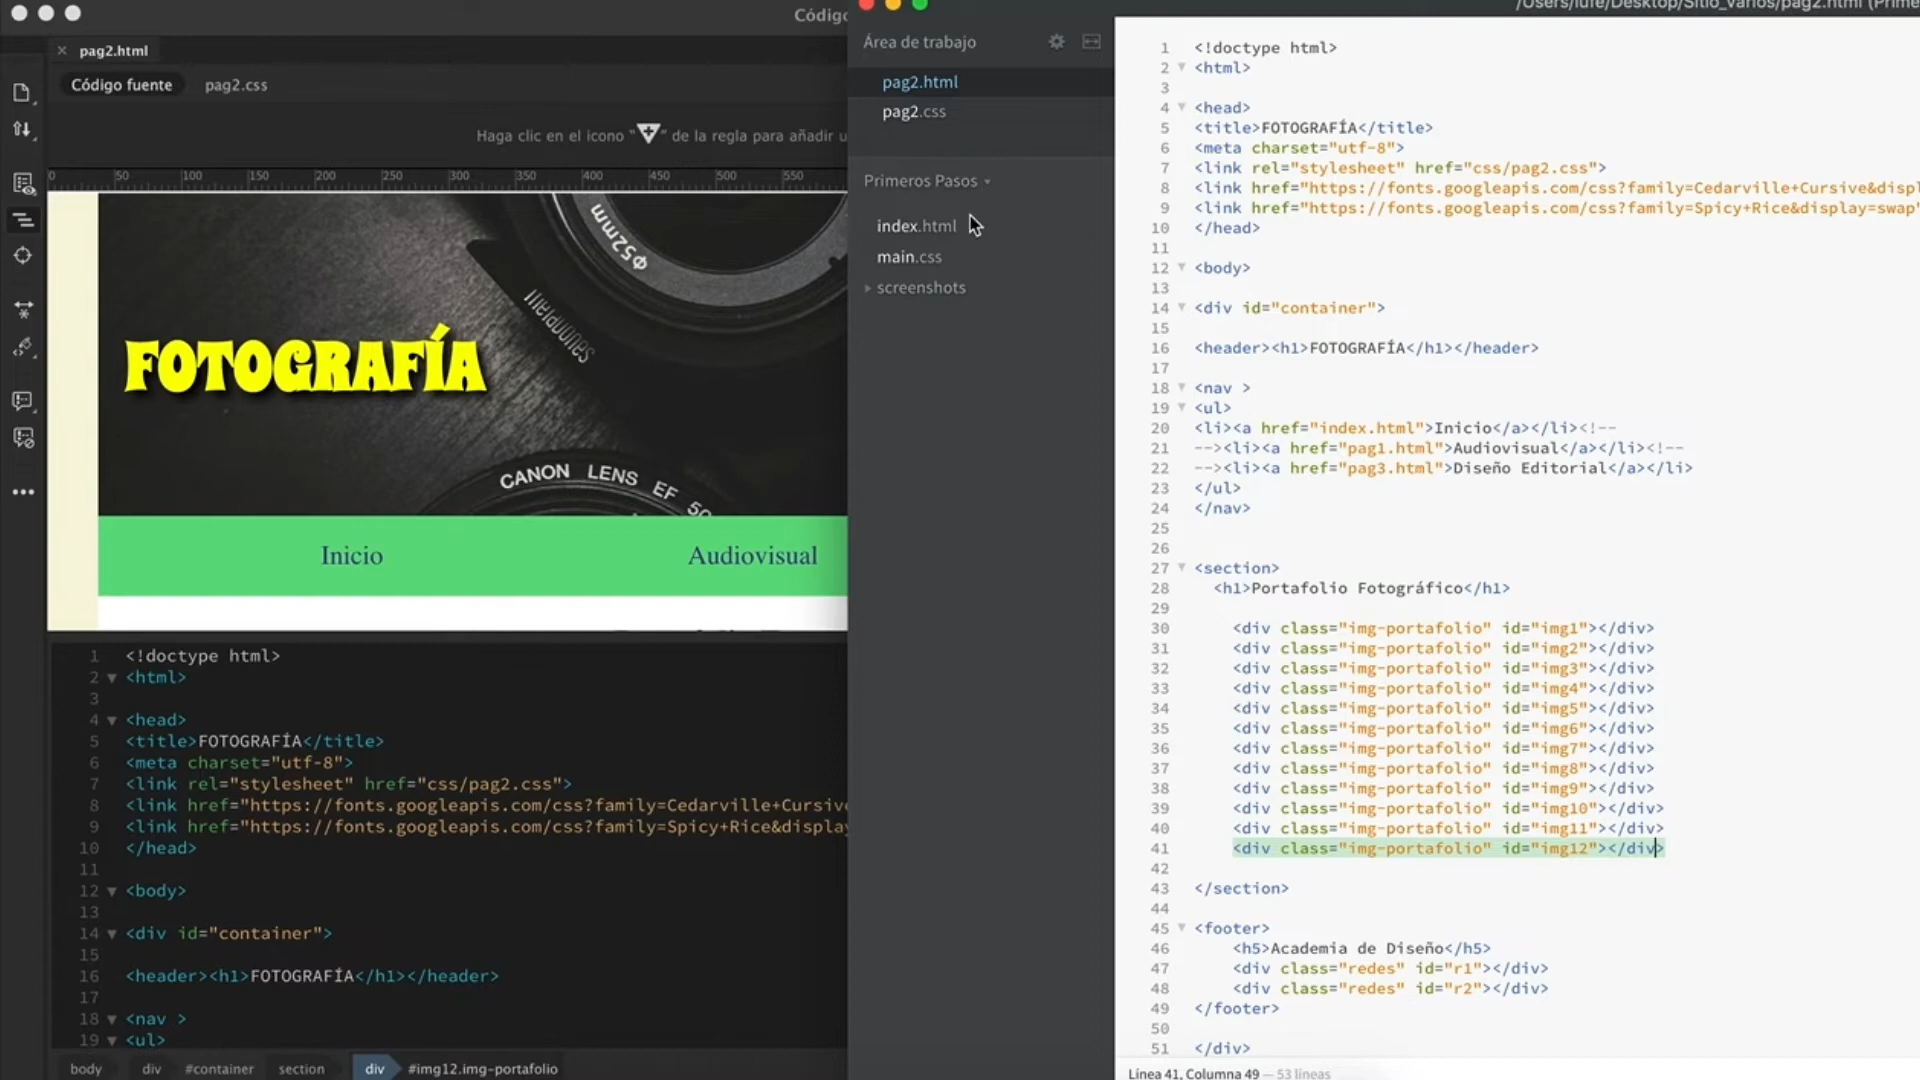 Códig
pag2.html
Código fuente
pag2.css
Haga clic en el icono " " de la regla para añadir u
0 50 100 150 200 250 300 350 400 450 500 550
Φ52mm
FOTOGRAFÍA
CANON LENS EF 50
Inicio
Audiovisual
1 <!doctype html>
2 <html>
3
4 <head>
5 <title>FOTOGRAFÍA</title>
6 <meta charset="utf-8">
7 <link rel="stylesheet" href="css/pag2.css">
8 <link href="https://fonts.googleapis.com/css?family=Cedarville+Cursive
9 <link href="https://fonts.googleapis.com/css?family=Spicy+Rice&display
10 </head>
11
12 <body>
13
14 <div id="container">
15
16 <header><h1>FOTOGRAFÍA</h1></header>
17
18 <nav >
19 <ul>
body div #container section div #img12.img-portafolio
/Users/lufe/Desktop/Sitio_Varios/pag2.html (Prime
Área de trabajo
pag2.html
pag2.css
Primeros Pasos
index.html
main.css
screenshots
1 <!doctype html>
2 <html>
3
4 <head>
5 <title>FOTOGRAFÍA</title>
6 <meta charset="utf-8">
7 <link rel="stylesheet" href="css/pag2.css">
8 <link href="https://fonts.googleapis.com/css?family=Cedarville+Cursive&displ
9 <link href="https://fonts.googleapis.com/css?family=Spicy+Rice&display=swap"
10 </head>
11
12 <body>
13
14 <div id="container">
15
16 <header><h1>FOTOGRAFÍA</h1></header>
17
18 <nav >
19 <ul>
20 <li><a href="index.html">Inicio</a></li><!--
21 --><li><a href="pag1.html">Audiovisual</a></li><!--
22 --><li><a href="pag3.html">Diseño Editorial</a></li>
23 </ul>
24 </nav>
25
26
27 <section>
28 <h1>Portafolio Fotográfico</h1>
29
30 <div class="img-portafolio" id="img1"></div>
31 <div class="img-portafolio" id="img2"></div>
32 <div class="img-portafolio" id="img3"></div>
33 <div class="img-portafolio" id="img4"></div>
34 <div class="img-portafolio" id="img5"></div>
35 <div class="img-portafolio" id="img6"></div>
36 <div class="img-portafolio" id="img7"></div>
37 <div class="img-portafolio" id="img8"></div>
38 <div class="img-portafolio" id="img9"></div>
39 <div class="img-portafolio" id="img10"></div>
40 <div class="img-portafolio" id="img11"></div>
41 <div class="img-portafolio" id="img12"></div>
42
43 </section>
44
45 <footer>
46 <h5>Academia de Diseño</h5>
47 <div class="redes" id="r1"></div>
48 <div class="redes" id="r2"></div>
49 </footer>
50
51 </div>
Línea 41, Columna 49 — 53 líneas